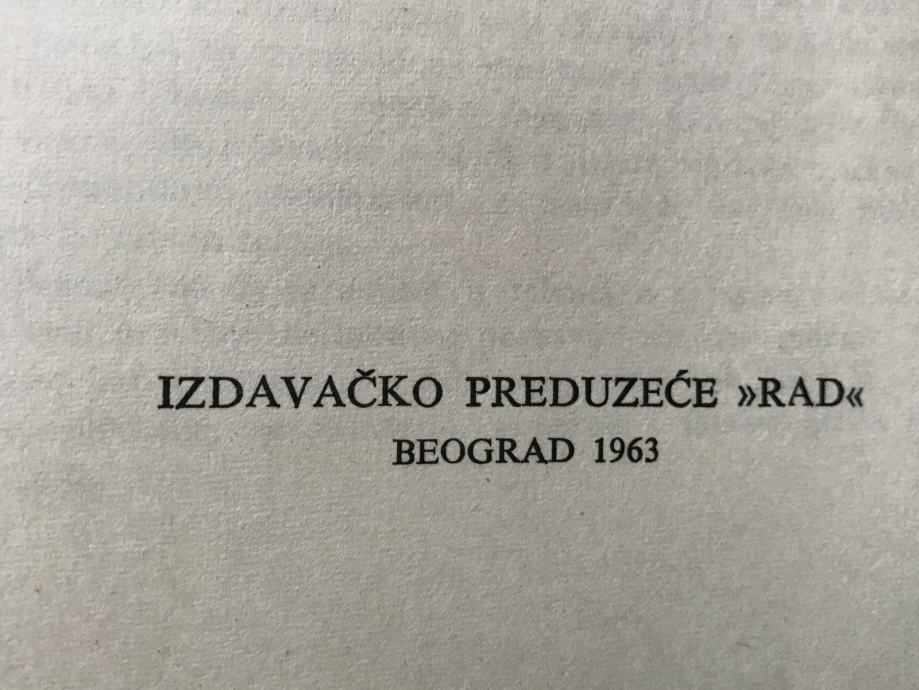 IZDAVAČKO PREDUZEĆE »RAD«
BEOGRAD 1963